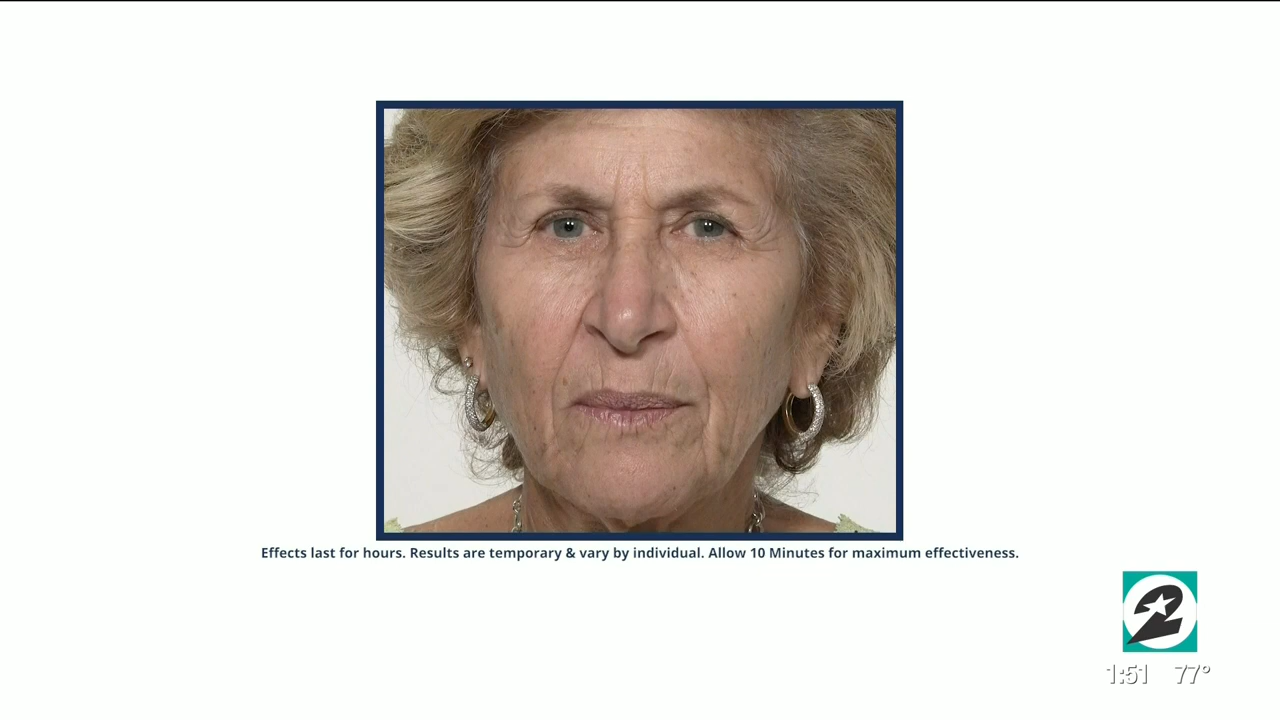 Effects last for hours. Results are temporary & vary by individual. Allow 10 Minutes for maximum effectiveness.
2
1:51 77°